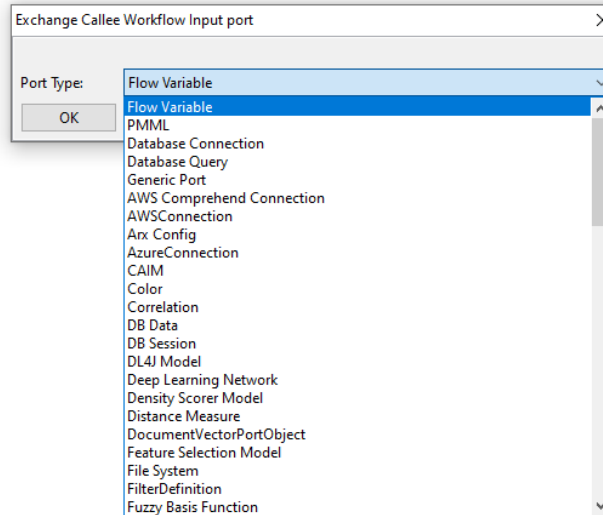 Exchange Callee Workflow Input port
Port Type:
Flow Variable
OK
Flow Variable
PMML
Database Connection
Database Query
Generic Port
AWS Comprehend Connection
AWSConnection
Arx Config
AzureConnection
CAIM
Color
Correlation
DB Data
DB Session
DL4J Model
Deep Learning Network
Density Scorer Model
Distance Measure
DocumentVectorPortObject
Feature Selection Model
File System
FilterDefinition
Fuzzy Basis Function